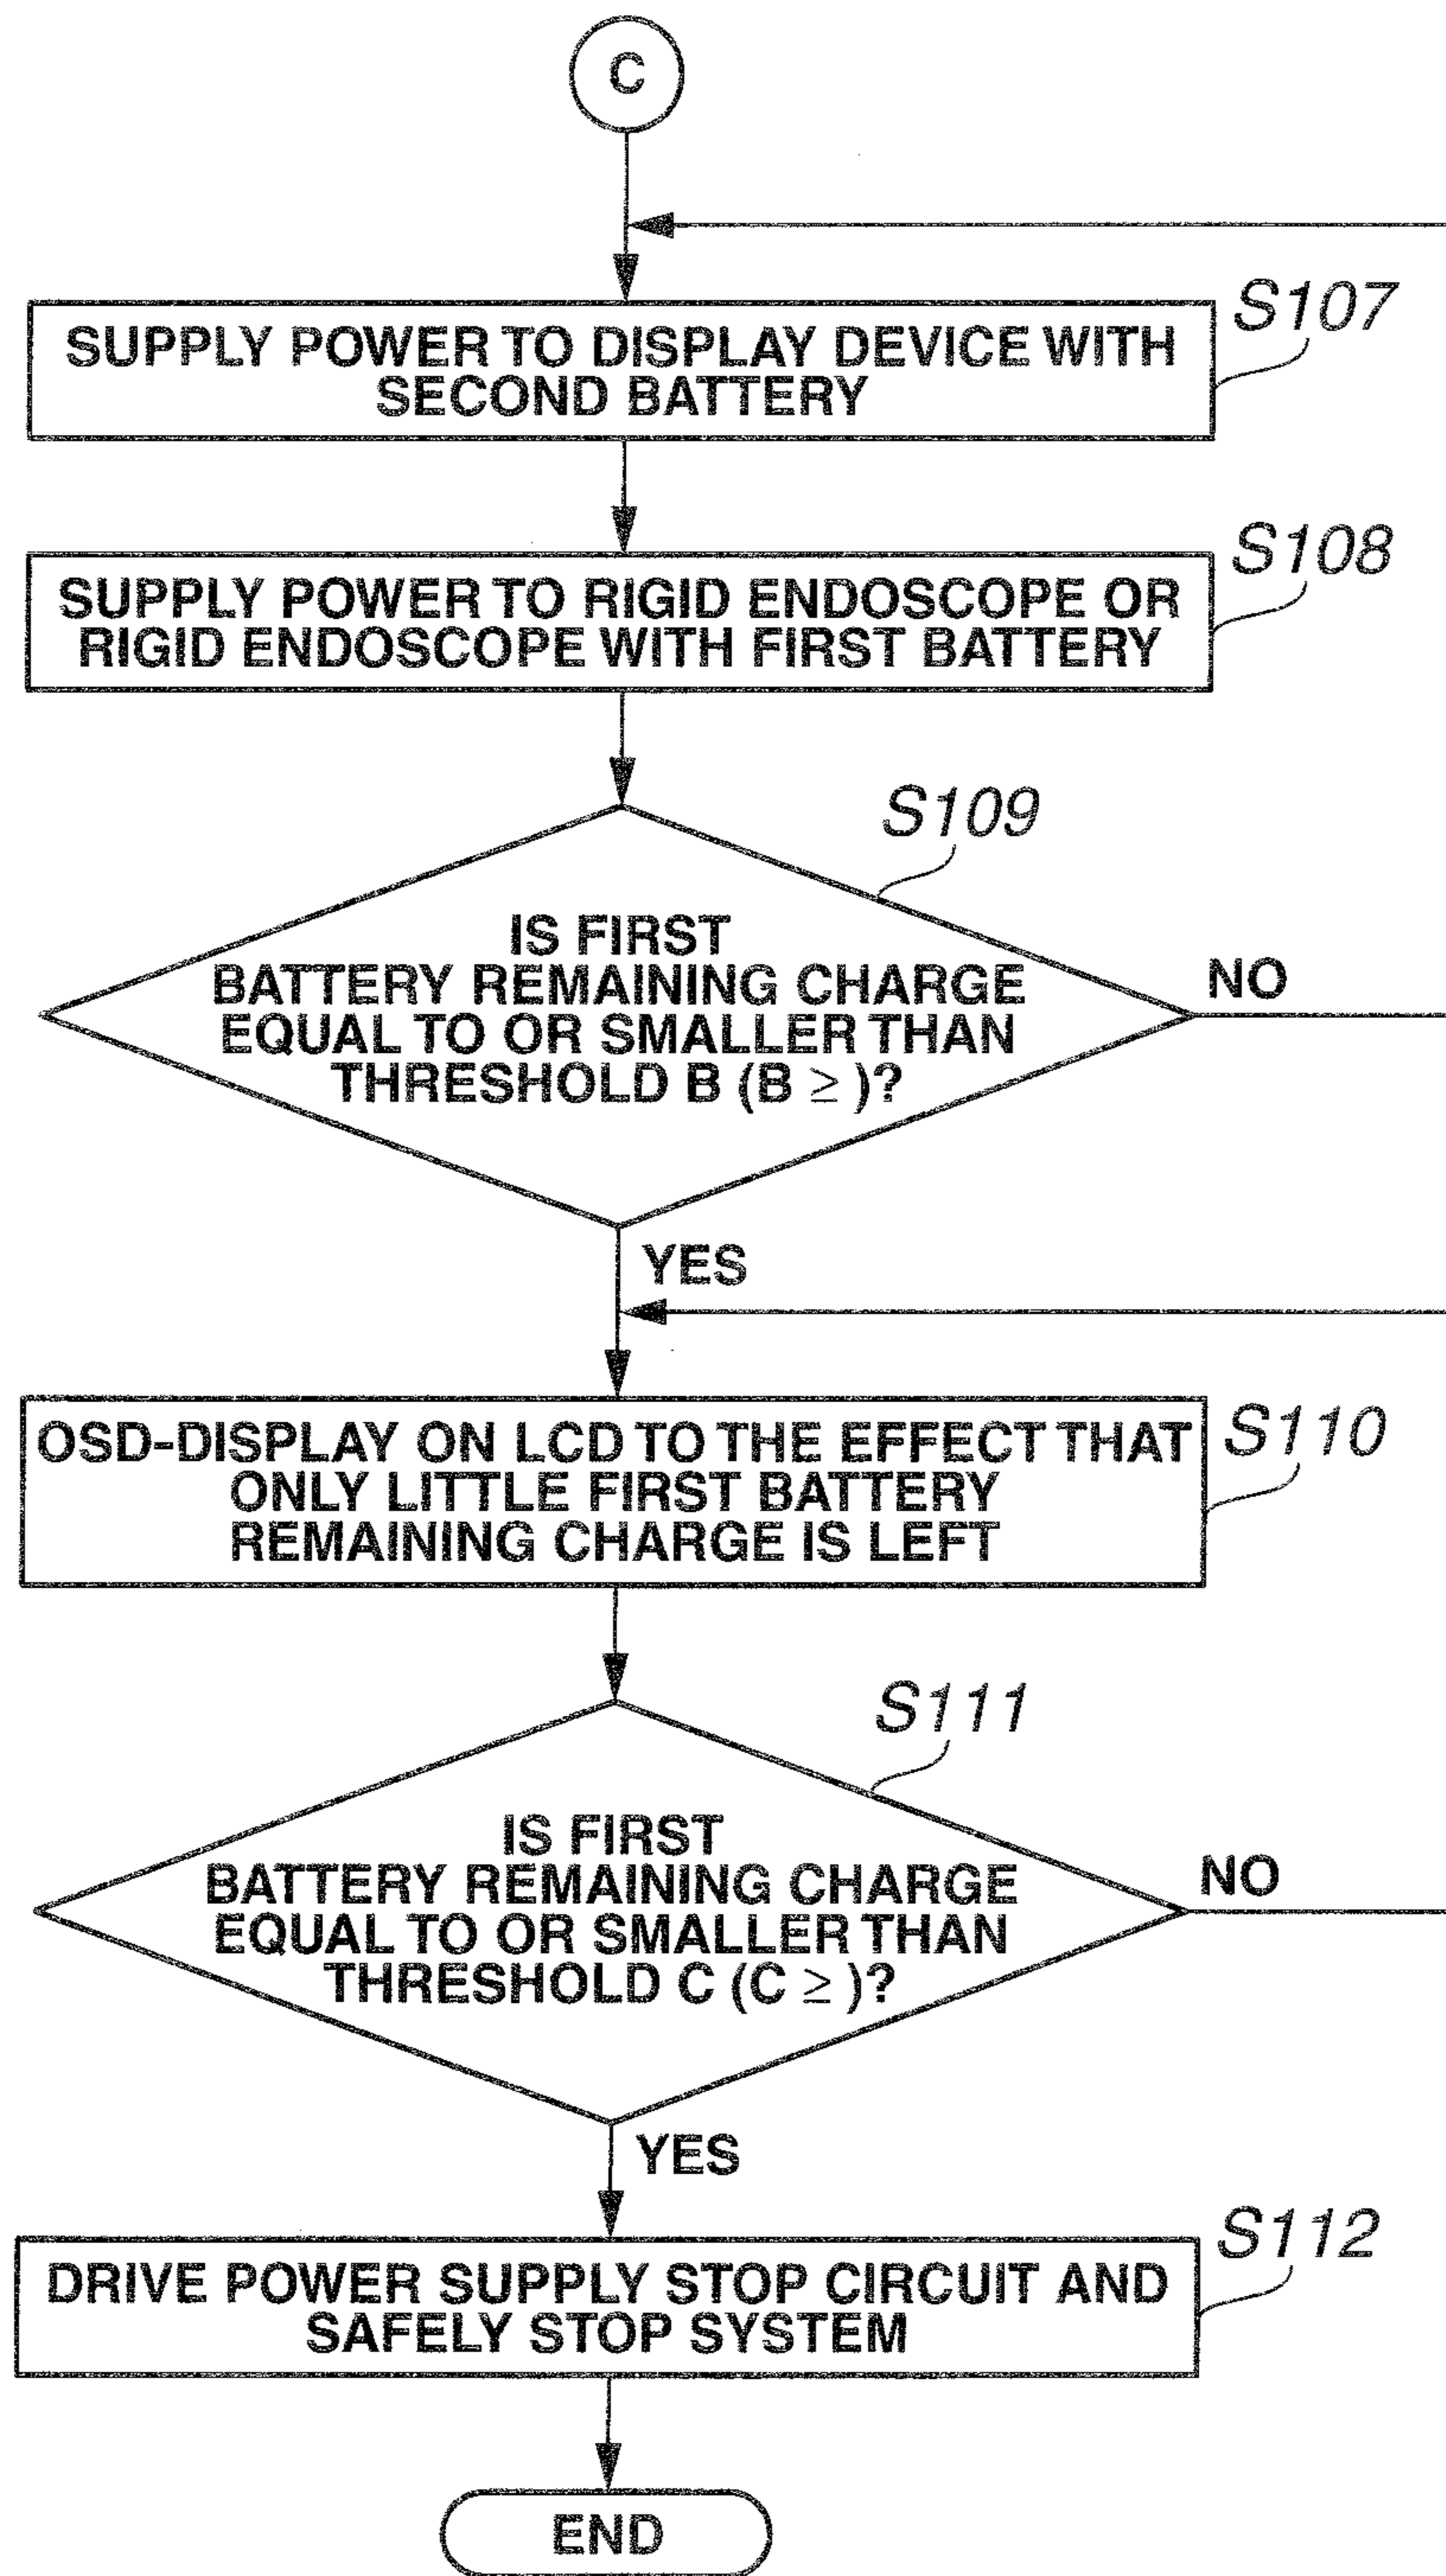 C
S107
SUPPLY POWER TO DISPLAY DEVICE WITH
SECOND BATTERY
S108
SUPPLY POWER TO RIGID ENDOSCOPE OR
RIGID ENDOSCOPE WITH FIRST BATTERY
S109
IS FIRST
BATTERY REMAINING CHARGE
EQUAL TO OR SMALLER THAN
THRESHOLD B (B ≥ )?
NO
YES
S110
OSD-DISPLAY ON LCD TO THE EFFECT THAT
ONLY LITTLE FIRST BATTERY
REMAINING CHARGE IS LEFT
S111
IS FIRST
BATTERY REMAINING CHARGE
EQUAL TO OR SMALLER THAN
THRESHOLD C (C ≥ )?
NO
YES
S112
DRIVE POWER SUPPLY STOP CIRCUIT AND
SAFELY STOP SYSTEM
END